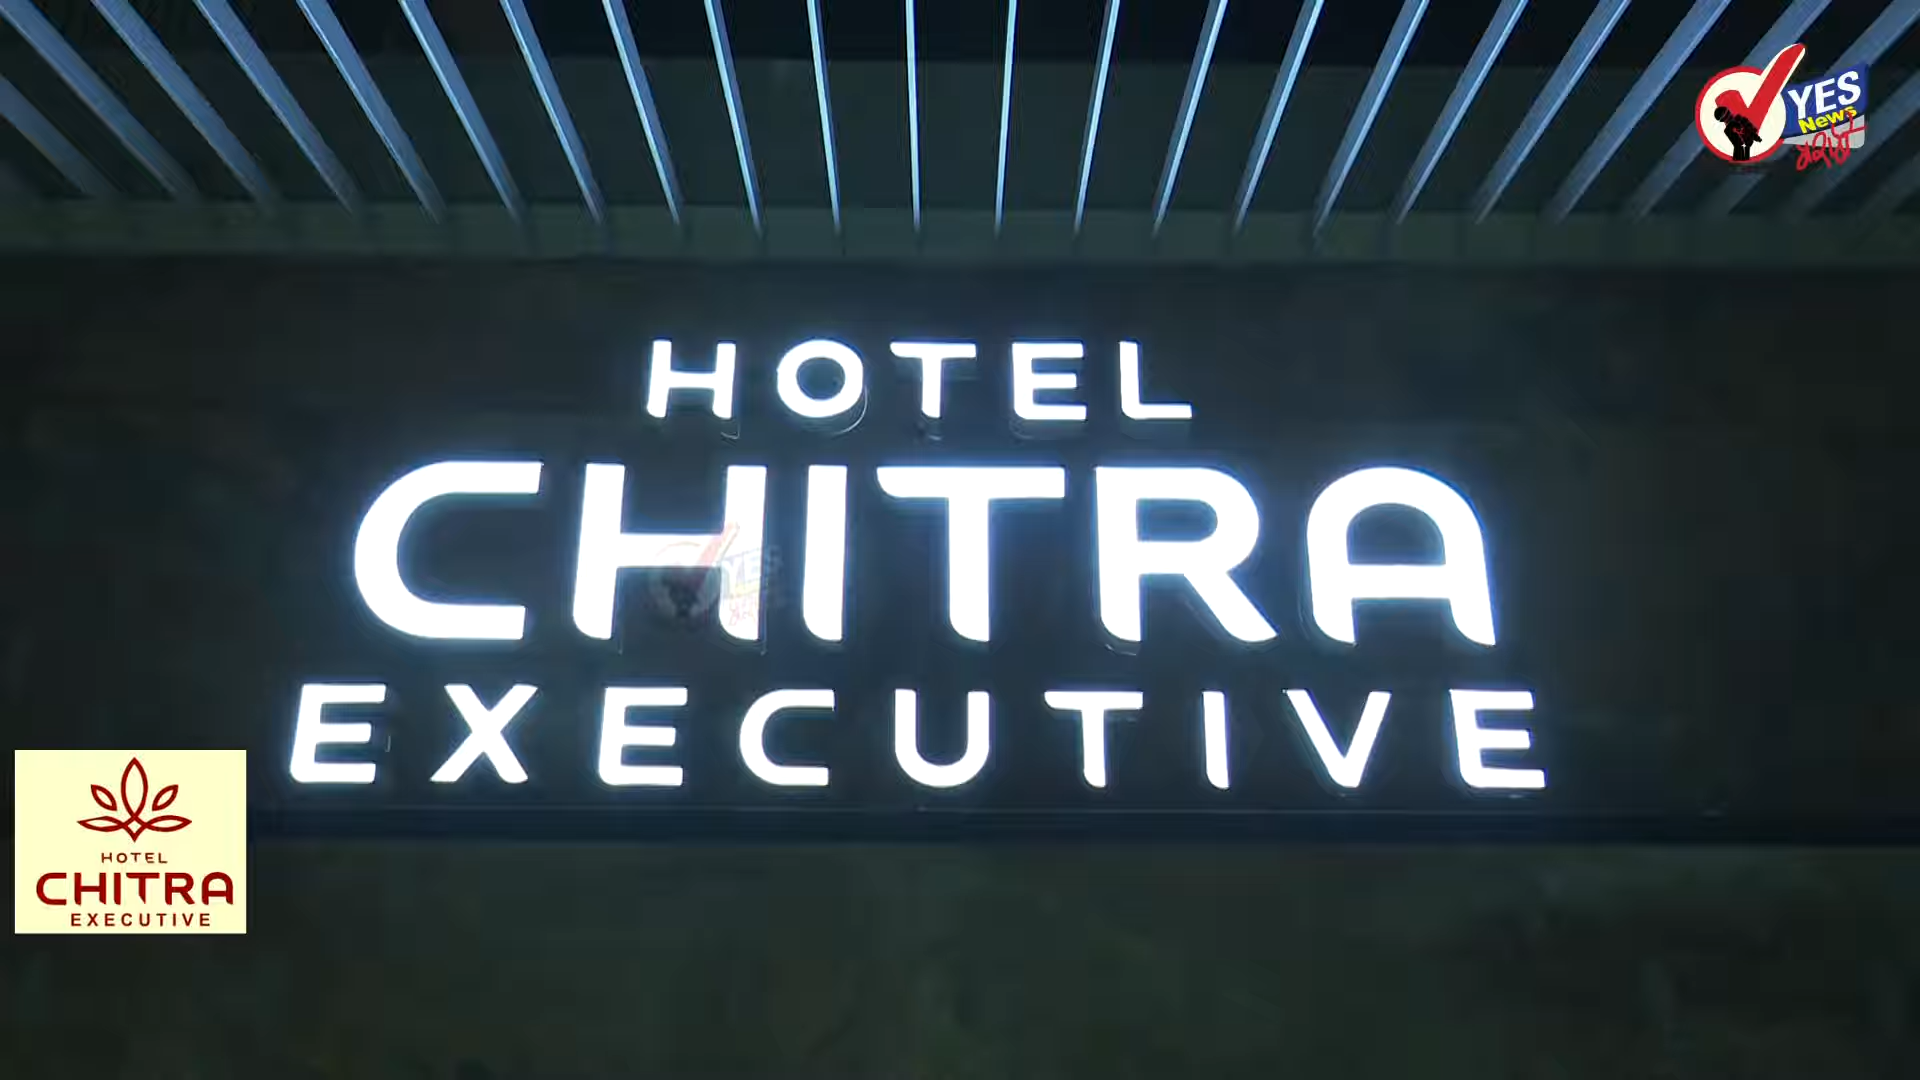 YES
News
HOTEL
CHITRA
EXECUTIVE
HOTEL
CHITRA
EXECUTIVE